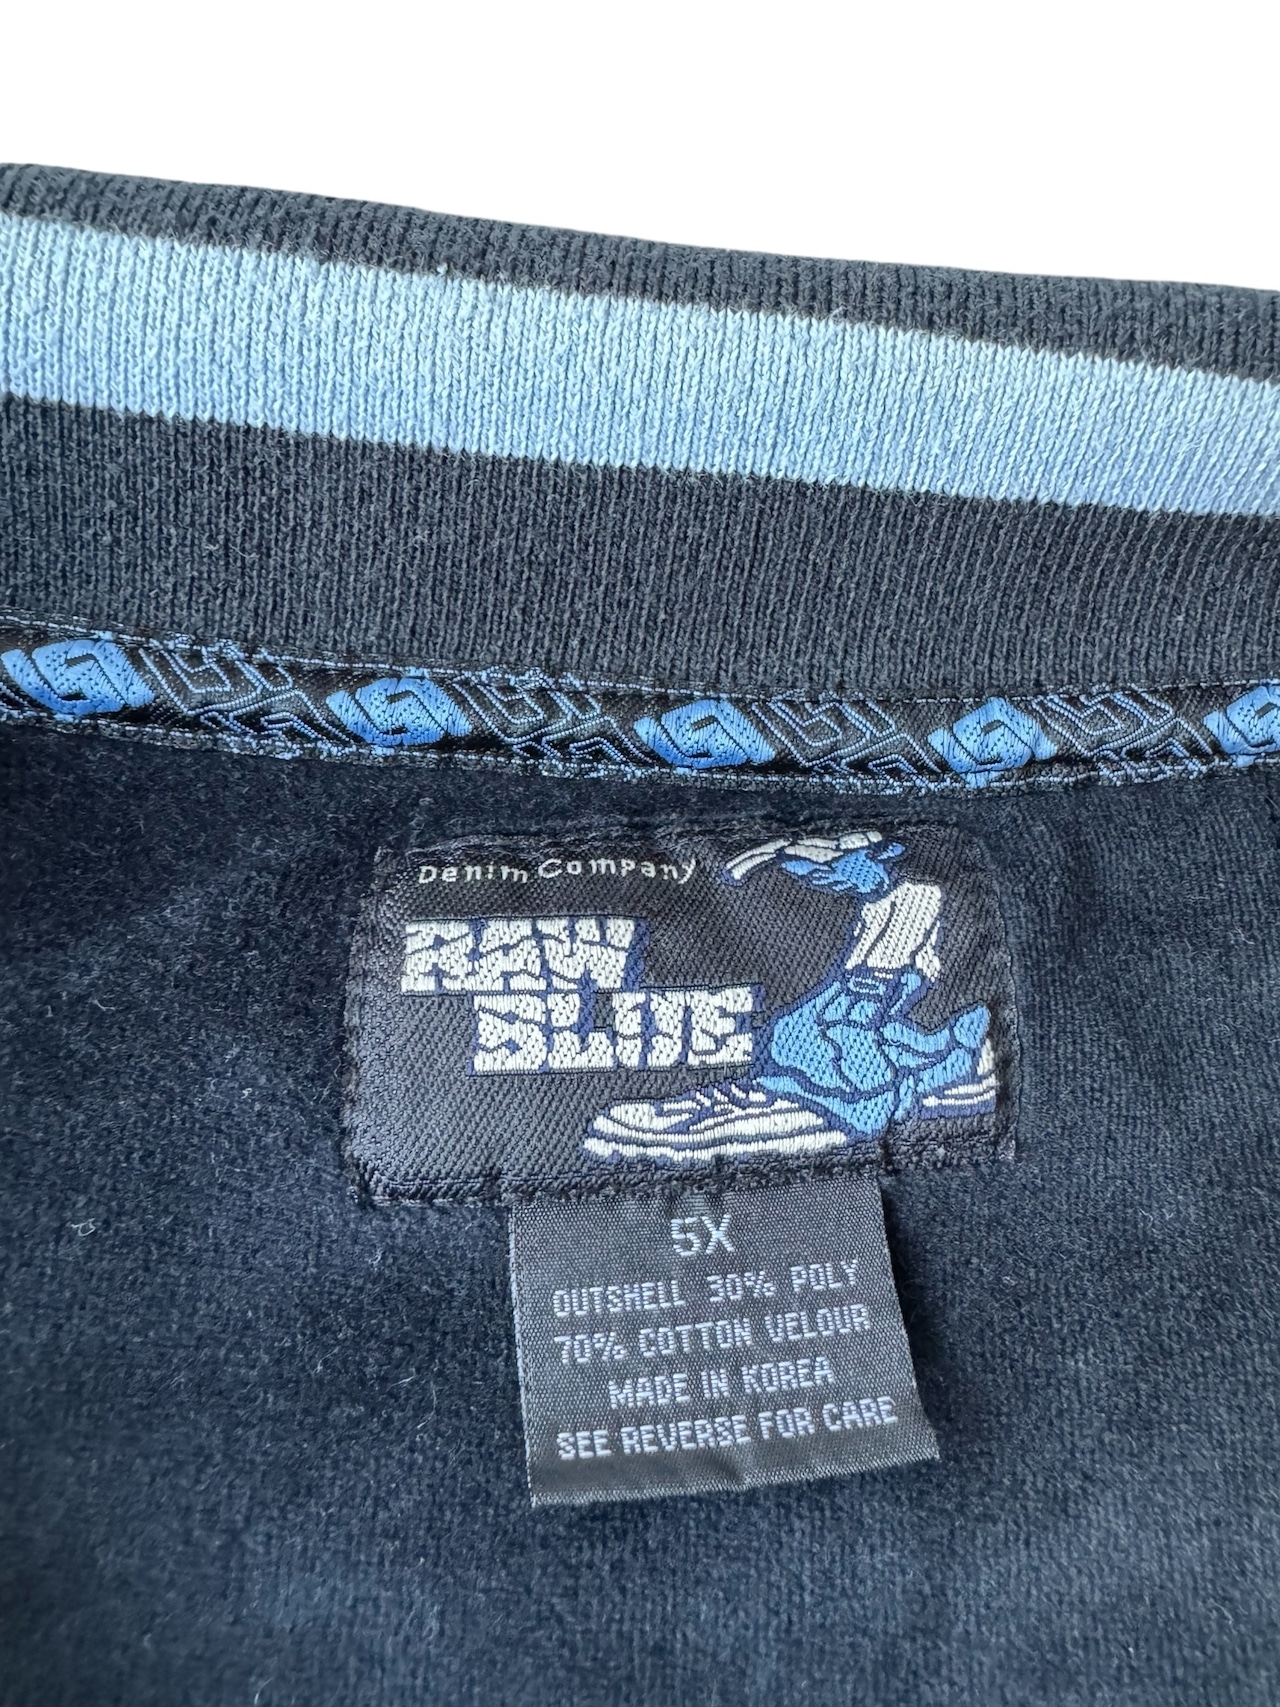 Denim Company
RAW
BLUE
5X
OUTSHELL 30% POLY
70% COTTON VELOUR
MADE IN KOREA
SEE REVERSE FOR CARE